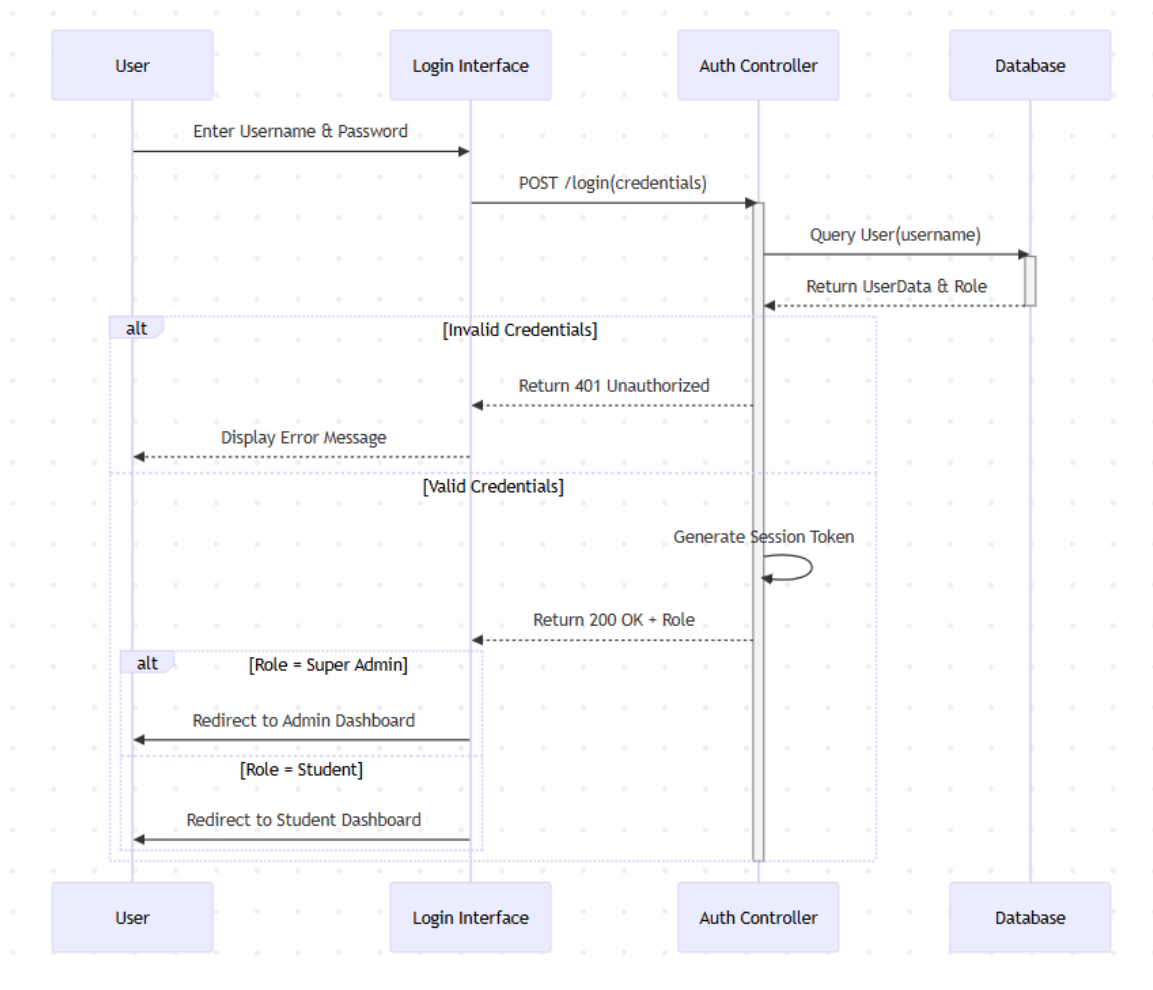 User
Login Interface
Auth Controller
Database
Enter Username & Password
POST /login(credentials)
Query User(username)
Return UserData & Role
alt
[Invalid Credentials]
Return 401 Unauthorized
Display Error Message
[Valid Credentials]
Generate Session Token
Return 200 OK + Role
alt
[Role = Super Admin]
Redirect to Admin Dashboard
[Role = Student]
Redirect to Student Dashboard
User
Login Interface
Auth Controller
Database